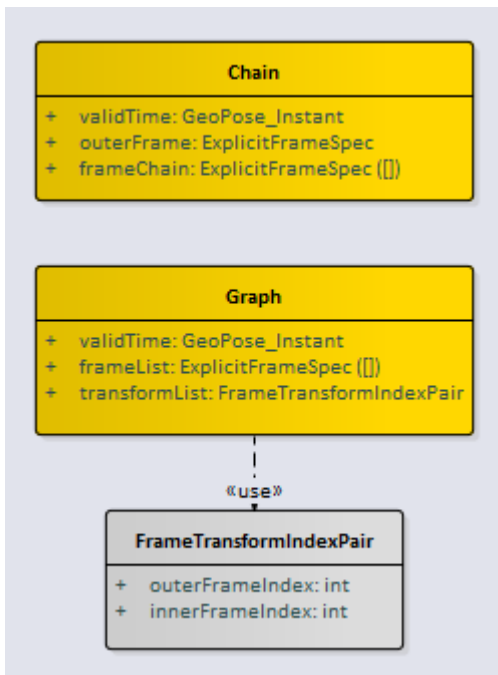 Chain
+ validTime: GeoPose_Instant
+ outerFrame: ExplicitFrameSpec
+ frameChain: ExplicitFrameSpec ([])
Graph
+ validTime: GeoPose_Instant
+ frameList: ExplicitFrameSpec ([])
+ transformList: FrameTransformIndexPair
«use»
FrameTransformIndexPair
+ outerFrameIndex: int
+ innerFrameIndex: int